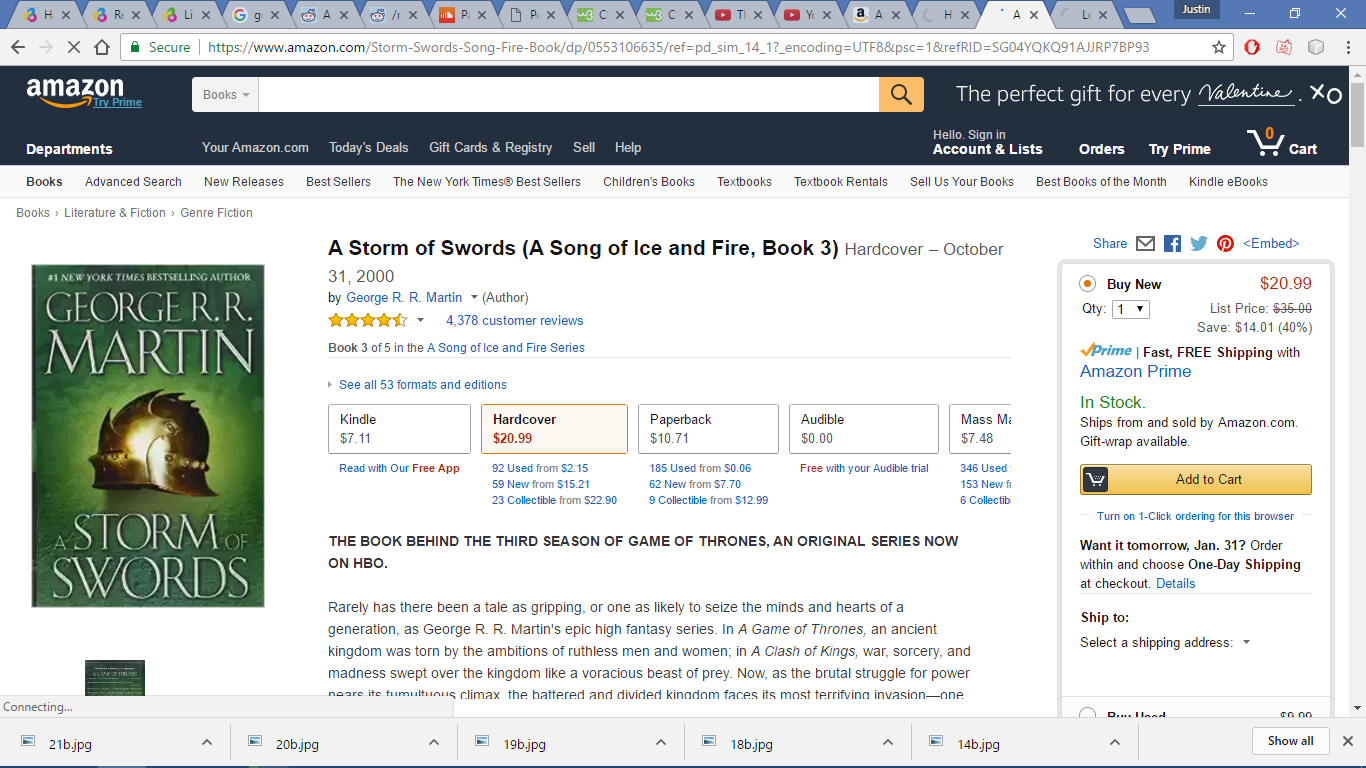 Justin
Secure
https://www.amazon.com/Storm-Swords-Song-Fire-Book/dp/0553106635/ref=pd_sim_14_1?_encoding=UTF8&psc=1&refRID=SG04YQKQ91AJJRP7BP93
amazon
Try Prime
Books
The perfect gift for every Valentine. XO
Departments
Your Amazon.com Today's Deals Gift Cards & Registry Sell Help
Hello. Sign in
Account & Lists
Orders Try Prime
0
Cart
Books Advanced Search New Releases Best Sellers The New York Times® Best Sellers Children's Books Textbooks Textbook Rentals Sell Us Your Books Best Books of the Month Kindle eBooks
Books › Literature & Fiction › Genre Fiction
#1 NEW YORK TIMES BESTSELLING AUTHOR
GEORGE R.R.
MARTIN
A STORM OF
SWORDS
A Storm of Swords (A Song of Ice and Fire, Book 3) Hardcover – October
31, 2000
by George R. R. Martin (Author)
4,378 customer reviews
Book 3 of 5 in the A Song of Ice and Fire Series
See all 53 formats and editions
Kindle
$7.11
Read with Our Free App
Hardcover
$20.99
92 Used from $2.15
59 New from $15.21
23 Collectible from $22.90
Paperback
$10.71
185 Used from $0.06
62 New from $7.70
9 Collectible from $12.99
Audible
$0.00
Free with your Audible trial
Mass Ma
$7.48
346 Used
153 New
6 Collectib
THE BOOK BEHIND THE THIRD SEASON OF GAME OF THRONES, AN ORIGINAL SERIES NOW
ON HBO.
Rarely has there been a tale as gripping, or one as likely to seize the minds and hearts of a
generation, as George R. R. Martin's epic high fantasy series. In A Game of Thrones, an ancient
kingdom was torn by the ambitions of ruthless men and women; in A Clash of Kings, war, sorcery, and
madness swept over the kingdom like a voracious beast of prey. Now, as the brutal struggle for power
nears its tumultuous climax, the battered and divided kingdom faces its most terrifying invasion—one
Share <Embed>
Buy New $20.99
Qty: 1 List Price: $35.00
Save: $14.01 (40%)
Prime | Fast, FREE Shipping with
Amazon Prime
In Stock.
Ships from and sold by Amazon.com.
Gift-wrap available.
Add to Cart
Turn on 1-Click ordering for this browser
Want it tomorrow, Jan. 31? Order
within and choose One-Day Shipping
at checkout. Details
Ship to:
Select a shipping address:
Buy Used $9.99
Connecting...
21b.jpg 20b.jpg 19b.jpg 18b.jpg 14b.jpg Show all